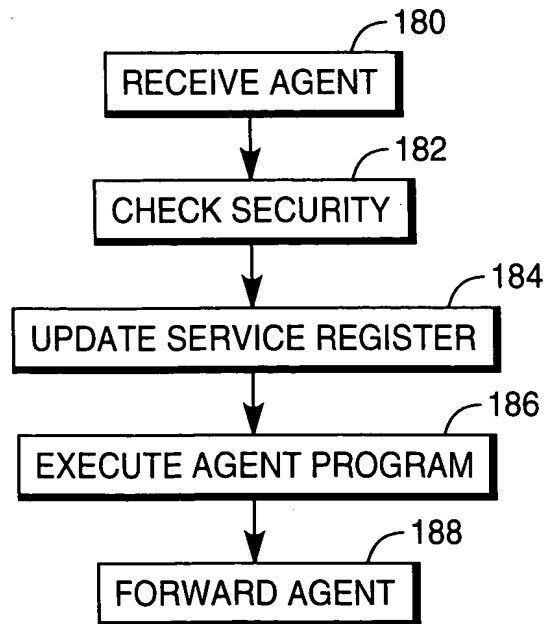 180
RECEIVE AGENT
182
CHECK SECURITY
184
UPDATE SERVICE REGISTER
186
EXECUTE AGENT PROGRAM
188
FORWARD AGENT